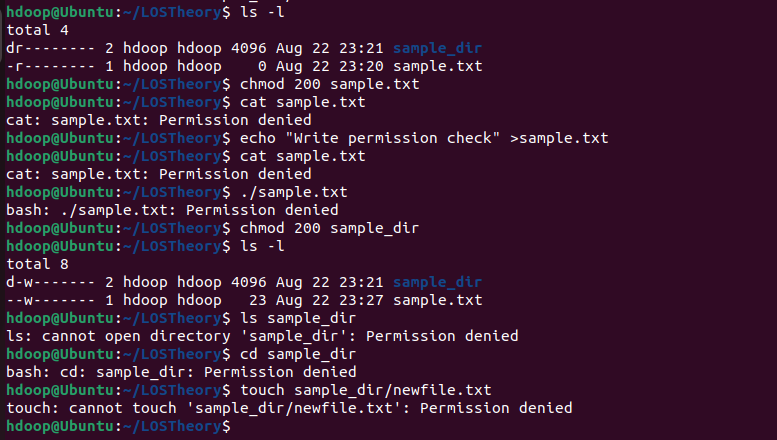 hdoop@Ubuntu:~/LOSTheory$ ls -l
total 4
dr-------- 2 hdoop hdoop 4096 Aug 22 23:21 sample_dir
-r-------- 1 hdoop hdoop    0 Aug 22 23:20 sample.txt
hdoop@Ubuntu:~/LOSTheory$ chmod 200 sample.txt
hdoop@Ubuntu:~/LOSTheory$ cat sample.txt
cat: sample.txt: Permission denied
hdoop@Ubuntu:~/LOSTheory$ echo "Write permission check" >sample.txt
hdoop@Ubuntu:~/LOSTheory$ cat sample.txt
cat: sample.txt: Permission denied
hdoop@Ubuntu:~/LOSTheory$ ./sample.txt
bash: ./sample.txt: Permission denied
hdoop@Ubuntu:~/LOSTheory$ chmod 200 sample_dir
hdoop@Ubuntu:~/LOSTheory$ ls -l
total 8
d-w------- 2 hdoop hdoop 4096 Aug 22 23:21 sample_dir
--w------- 1 hdoop hdoop   23 Aug 22 23:27 sample.txt
hdoop@Ubuntu:~/LOSTheory$ ls sample_dir
ls: cannot open directory 'sample_dir': Permission denied
hdoop@Ubuntu:~/LOSTheory$ cd sample_dir
bash: cd: sample_dir: Permission denied
hdoop@Ubuntu:~/LOSTheory$ touch sample_dir/newfile.txt
touch: cannot touch 'sample_dir/newfile.txt': Permission denied
hdoop@Ubuntu:~/LOSTheory$